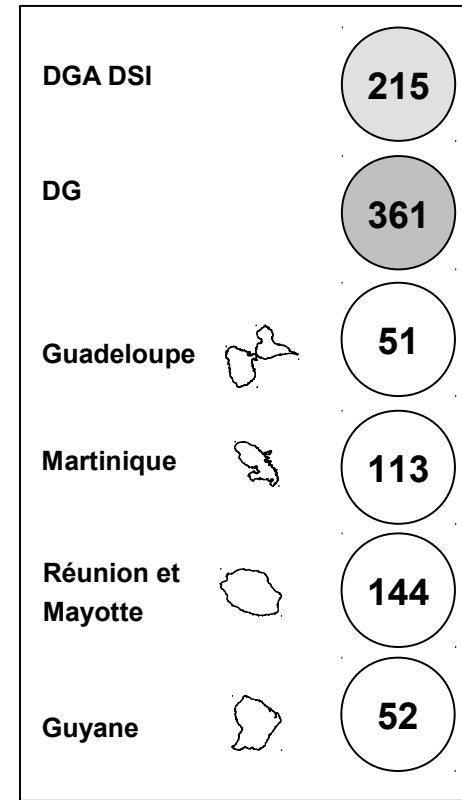 DGA DSI 215
DG 361
Guadeloupe 51
Martinique 113
Réunion et
Mayotte 144
Guyane 52